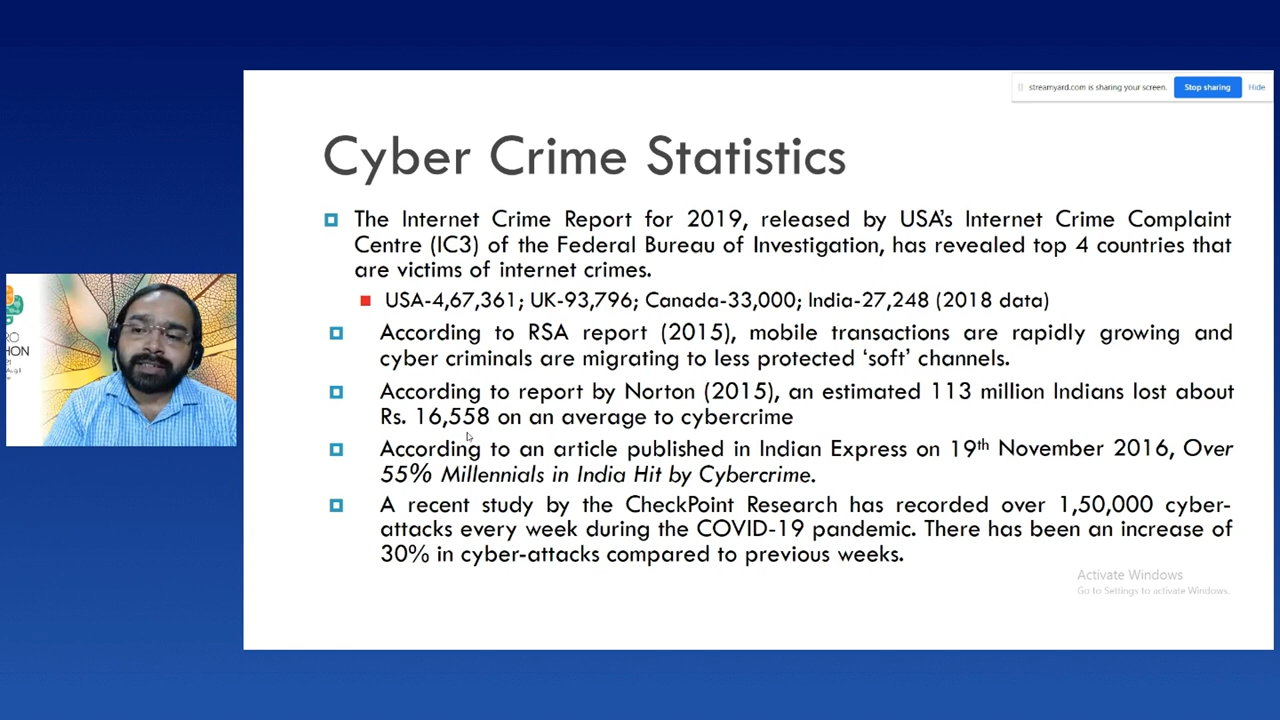 streamyard.com is sharing your screen. Stop sharing Hide
Cyber Crime Statistics
The Internet Crime Report for 2019, released by USA's Internet Crime Complaint
Centre (IC3) of the Federal Bureau of Investigation, has revealed top 4 countries that
are victims of internet crimes.
USA-4,67,361; UK-93,796; Canada-33,000; India-27,248 (2018 data)
According to RSA report (2015), mobile transactions are rapidly growing and
cyber criminals are migrating to less protected ‘soft’ channels.
According to report by Norton (2015), an estimated 113 million Indians lost about
Rs. 16,558 on an average to cybercrime
According to an article published in Indian Express on 19th November 2016, Over
55% Millennials in India Hit by Cybercrime.
A recent study by the CheckPoint Research has recorded over 1,50,000 cyber-
attacks every week during the COVID-19 pandemic. There has been an increase of
30% in cyber-attacks compared to previous weeks.
Activate Windows
Go to Settings to activate Windows.